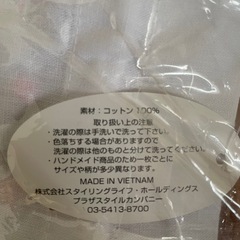 素材：コットン 100%
取り扱い上の注意
・洗濯の際は手洗いで洗って下さい。
・色落ちする場合がありますので
洗濯の際は他のものと分けて洗って下さい。
・ハンドメイド商品のため一枚ごとに
サイズや柄が多少異なります。
MADE IN VIETNAM
株式会社スタイリングライフ・ホールディングス
プラザスタイルカンパニー
03-5413-8700